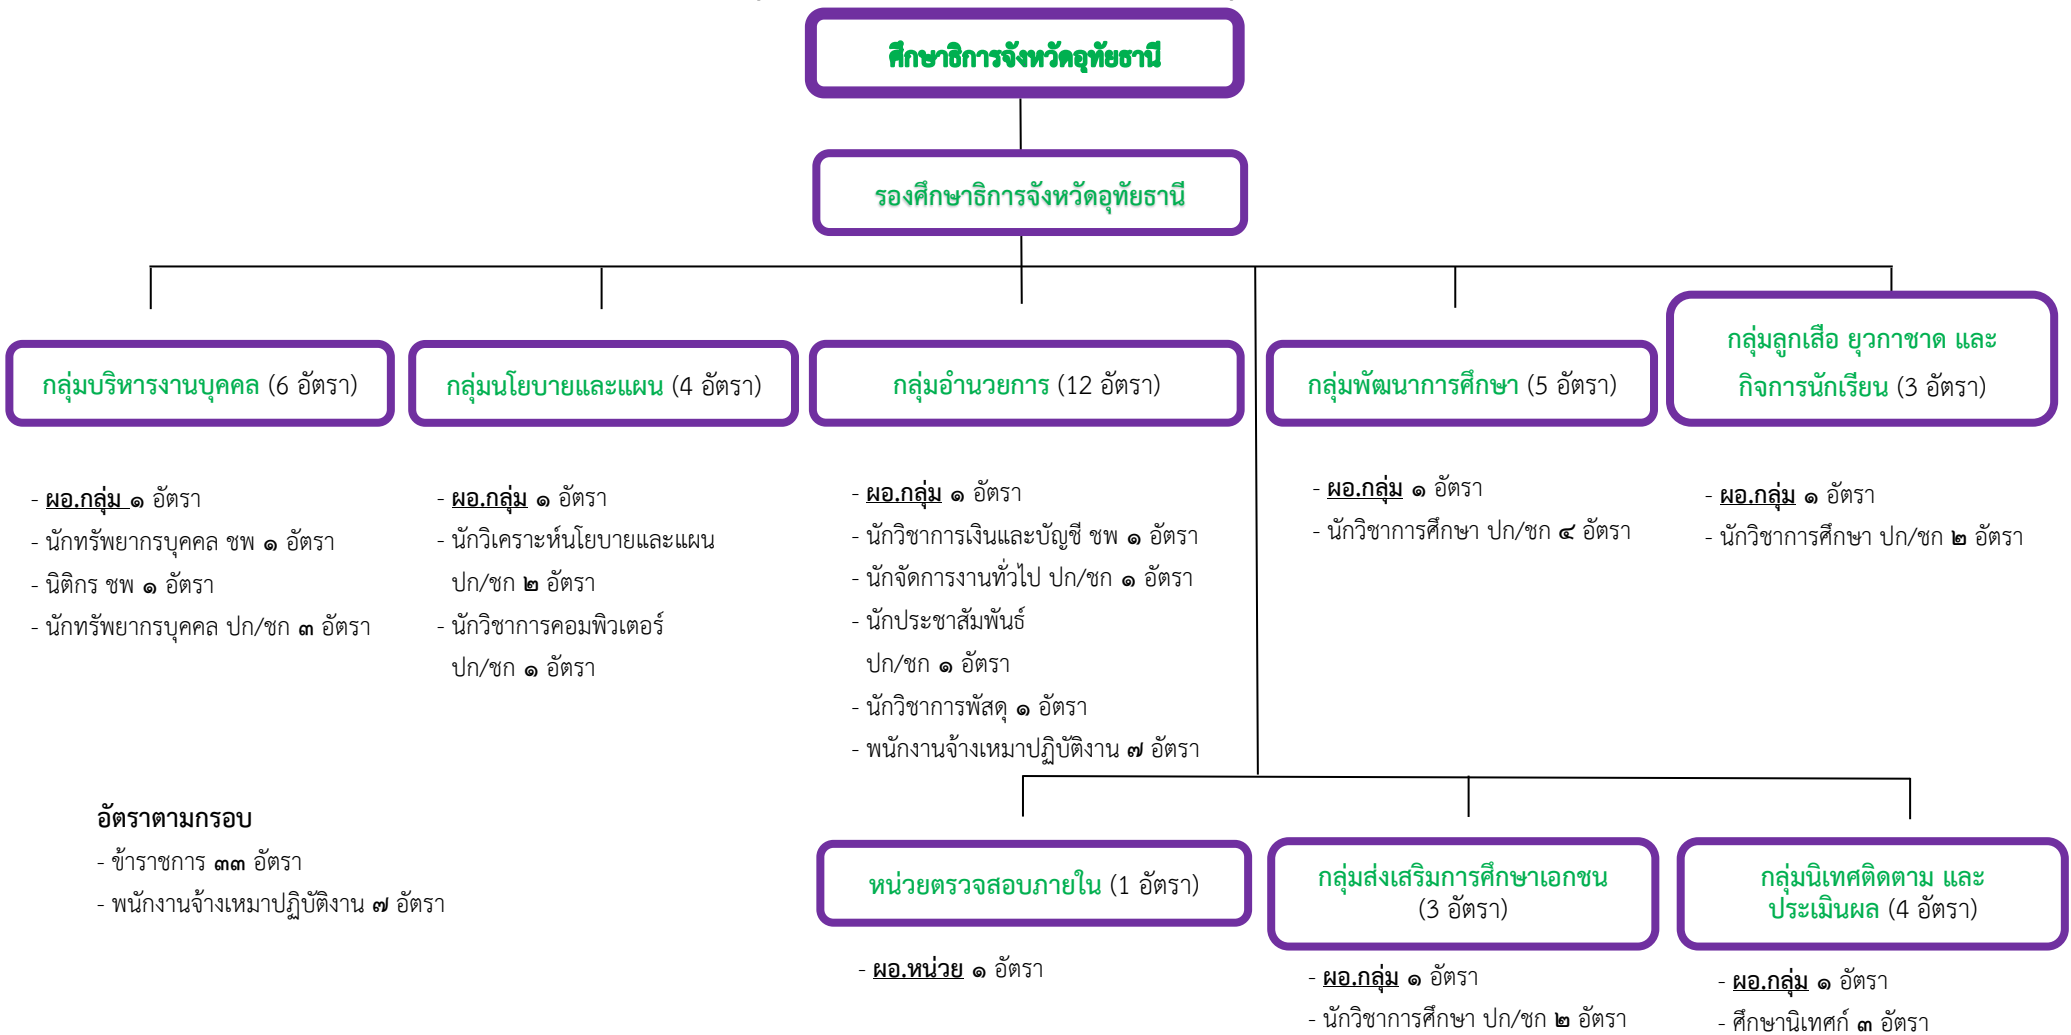 ศึกษาธิการจังหวัดอุทัยธานี
รองศึกษาธิการจังหวัดอุทัยธานี
กลุ่มบริหารงานบุคคล (6 อัตรา)
- ผอ.กลุ่ม ๑ อัตรา
- นักทรัพยากรบุคคล ชพ ๑ อัตรา
- นิติกร ชพ ๑ อัตรา
- นักทรัพยากรบุคคล ปก/ชก ๓ อัตรา
กลุ่มนโยบายและแผน (4 อัตรา)
- ผอ.กลุ่ม ๑ อัตรา
- นักวิเคราะห์นโยบายและแผน
ปก/ชก ๒ อัตรา
- นักวิชาการคอมพิวเตอร์
ปก/ชก ๑ อัตรา
กลุ่มอำนวยการ (12 อัตรา)
- ผอ.กลุ่ม ๑ อัตรา
- นักวิชาการเงินและบัญชี ชพ ๑ อัตรา
- นักจัดการงานทั่วไป ปก/ชก ๑ อัตรา
- นักประชาสัมพันธ์
ปก/ชก ๑ อัตรา
- นักวิชาการพัสดุ ๑ อัตรา
- พนักงานจ้างเหมาปฏิบัติงาน ๗ อัตรา
กลุ่มพัฒนาการศึกษา (5 อัตรา)
- ผอ.กลุ่ม ๑ อัตรา
- นักวิชาการศึกษา ปก/ชก ๔ อัตรา
กลุ่มลูกเสือ ยุวกาชาด และ
กิจการนักเรียน (3 อัตรา)
- ผอ.กลุ่ม ๑ อัตรา
- นักวิชาการศึกษา ปก/ชก ๒ อัตรา
อัตราตามกรอบ
- ข้าราชการ ๓๓ อัตรา
- พนักงานจ้างเหมาปฏิบัติงาน ๗ อัตรา
หน่วยตรวจสอบภายใน (1 อัตรา)
- ผอ.หน่วย ๑ อัตรา
กลุ่มส่งเสริมการศึกษาเอกชน
(3 อัตรา)
- ผอ.กลุ่ม ๑ อัตรา
- นักวิชาการศึกษา ปก/ชก ๒ อัตรา
กลุ่มนิเทศติดตาม และ
ประเมินผล (4 อัตรา)
- ผอ.กลุ่ม ๑ อัตรา
- ศึกษานิเทศก์ ๓ อัตรา